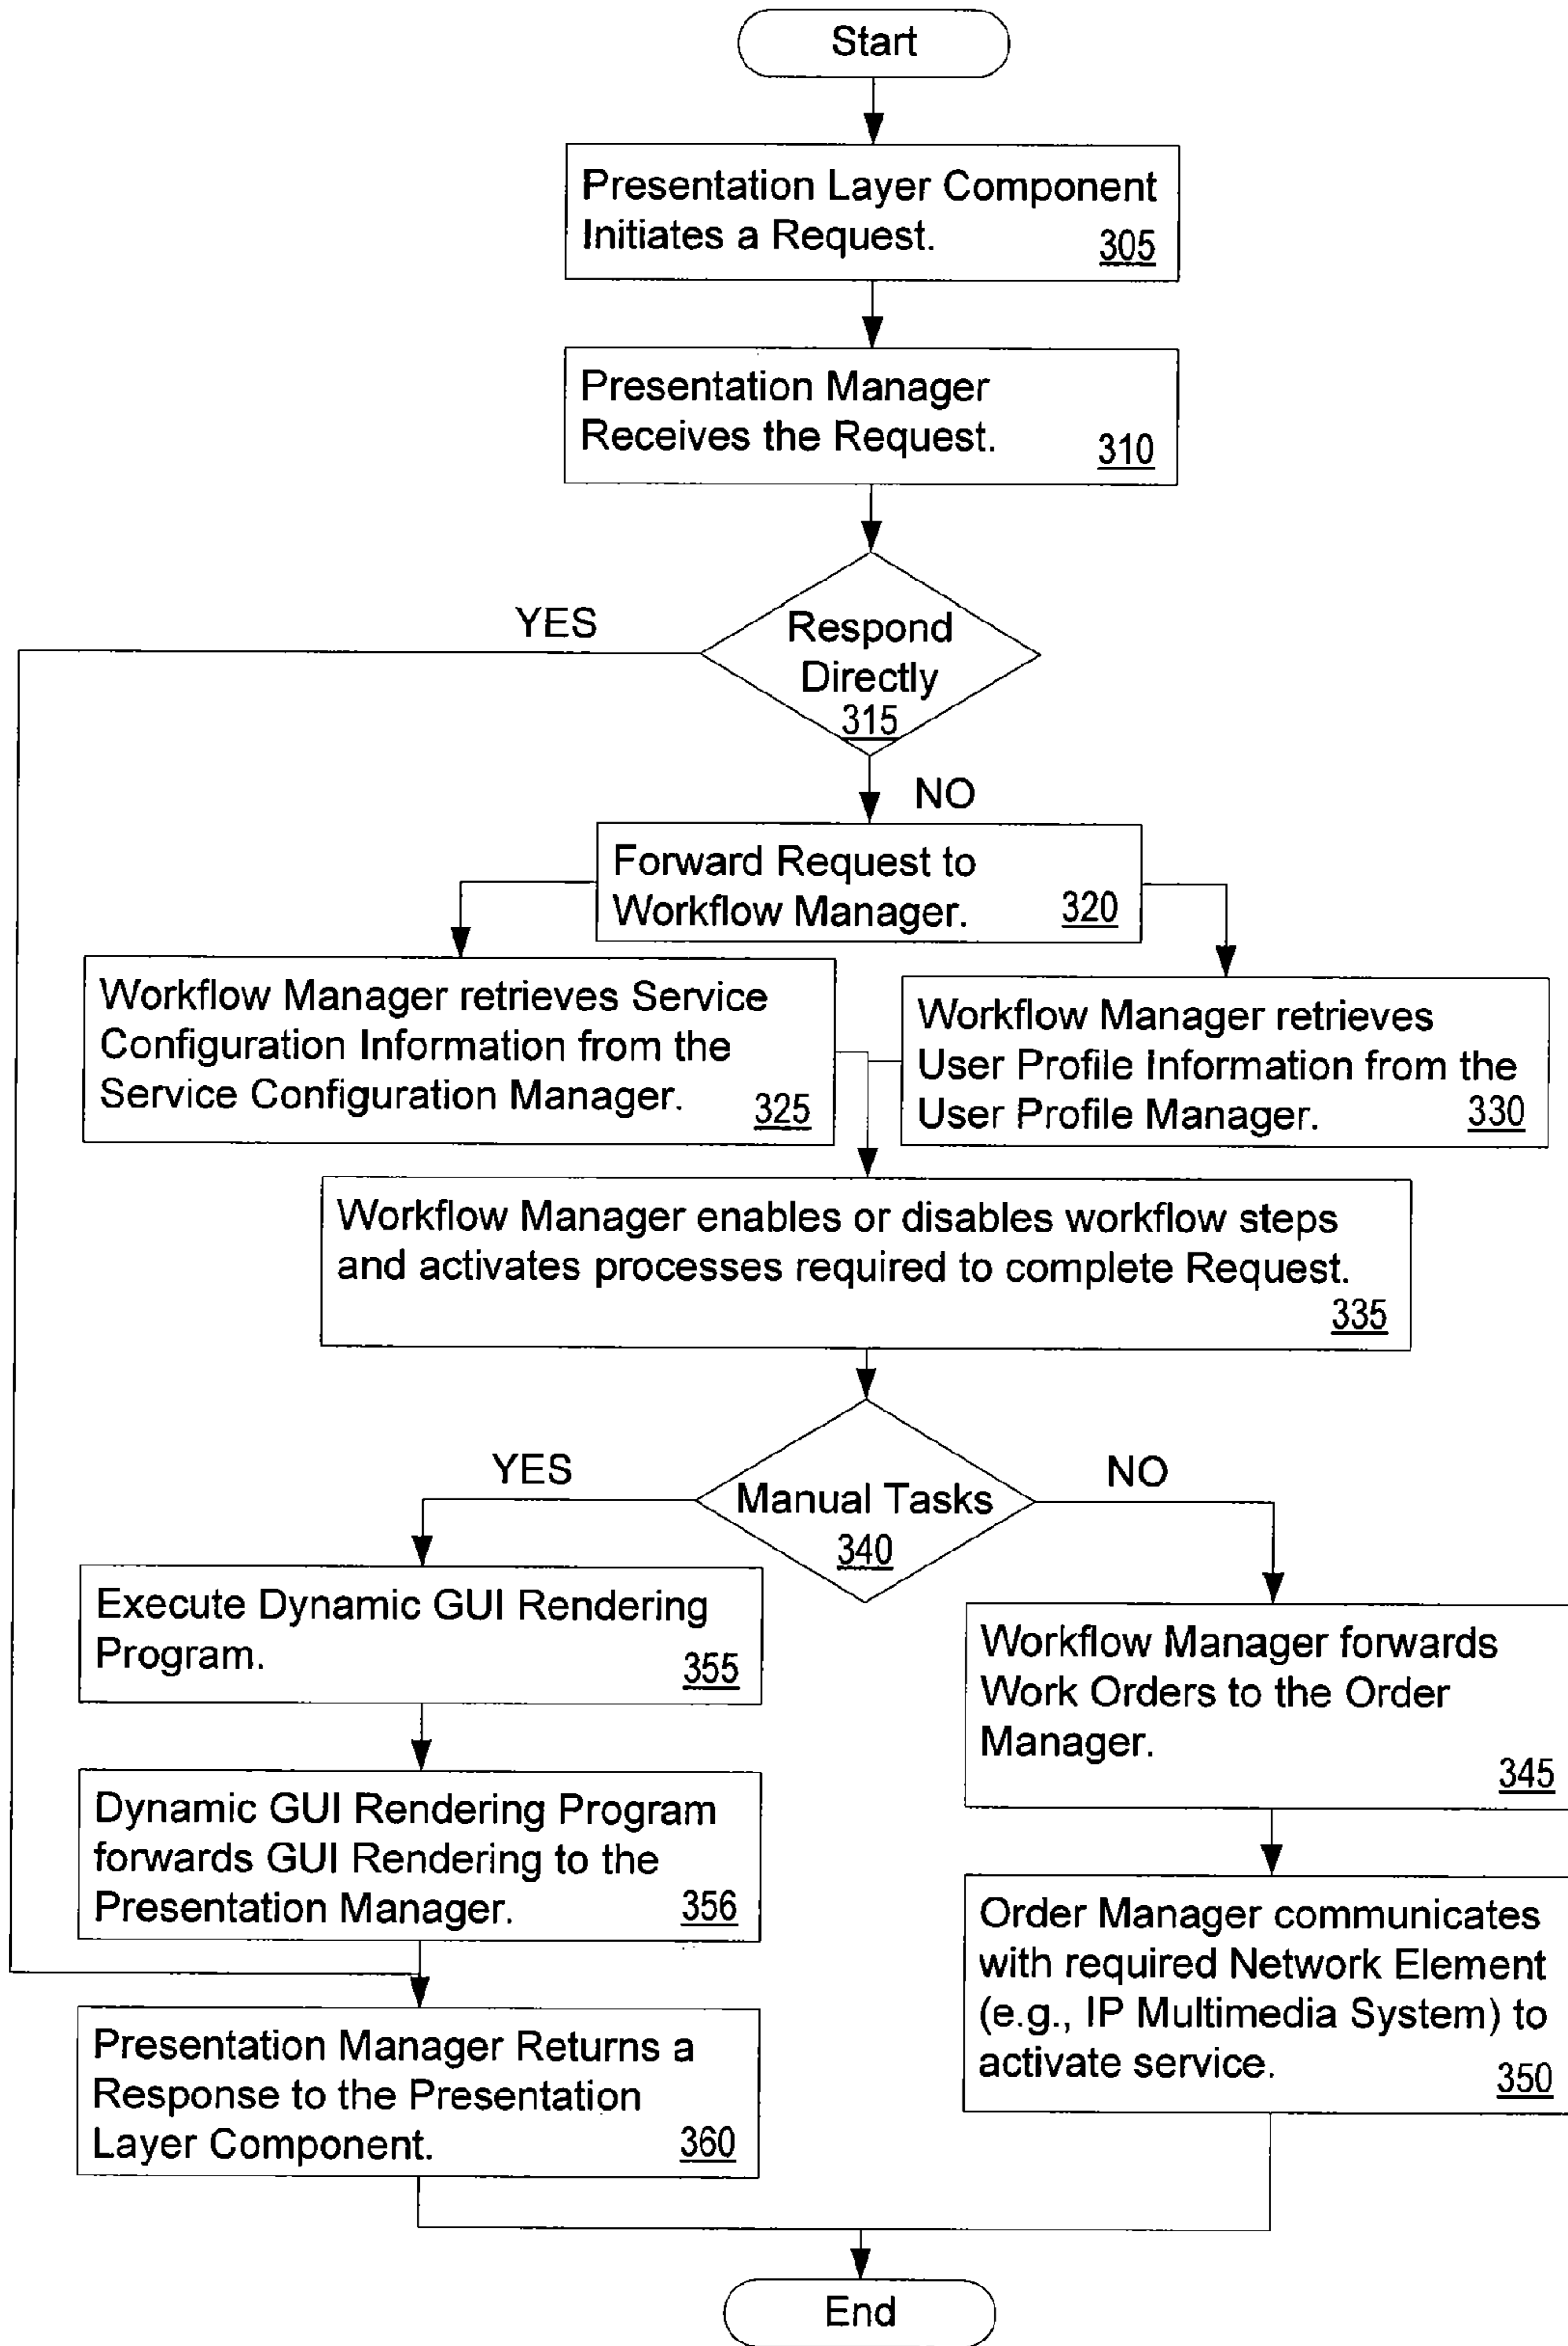 Start
Presentation Layer Component
Initiates a Request.
305
Presentation Manager
Receives the Request.
310
YES
Respond
Directly
315
NO
Forward Request to
Workflow Manager.
320
Workflow Manager retrieves Service
Configuration Information from the
Service Configuration Manager.
325
Workflow Manager retrieves
User Profile Information from the
User Profile Manager.
330
Workflow Manager enables or disables workflow steps
and activates processes required to complete Request.
335
YES
Manual Tasks
340
NO
Execute Dynamic GUI Rendering
Program.
355
Workflow Manager forwards
Work Orders to the Order
Manager.
345
Dynamic GUI Rendering Program
forwards GUI Rendering to the
Presentation Manager.
356
Order Manager communicates
with required Network Element
(e.g., IP Multimedia System) to
activate service.
350
Presentation Manager Returns a
Response to the Presentation
Layer Component.
360
End